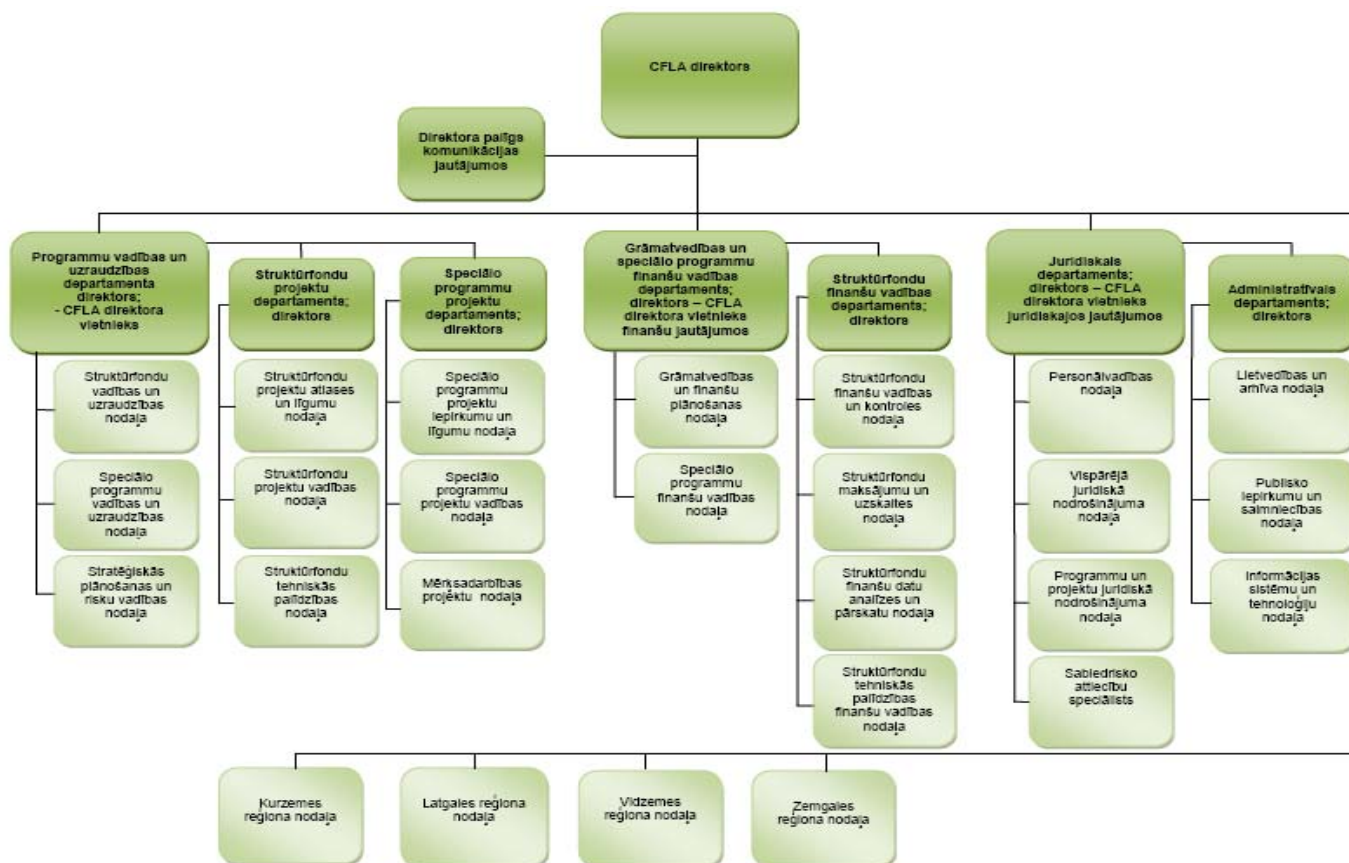 CFLA direktors
Direktora palīgs
komunikācijas
jautājumos
Programmu vadības un
uzraudzības
departamenta
direktors;
- CFLA direktora
vietnieks
Struktūrfondu
vadības un
uzraudzības
nodaļa
Speciālo
programmu
vadības un
uzraudzības
nodaļa
Stratēģiskās
plānošanas un
risku vadības
nodaļa
Struktūrfondu
projektu
departaments;
direktors
Struktūrfondu
projektu atlases
un līgumu
nodaļa
Struktūrfondu
projektu vadības
nodaļa
Struktūrfondu
tehniskās
palīdzības
nodaļa
Speciālo
programmu
projektu
departaments;
direktors
Speciālo
programmu
projektu
iepirkumu un
līgumu nodaļa
Speciālo
programmu
projektu vadības
nodaļa
Mērķsadarbības
projektu nodaļa
Grāmatvedības un
speciālo programmu
finanšu vadības
departaments;
direktors – CFLA
direktora vietnieks
finanšu jautājumos
Grāmatvedības
un finanšu
plānošanas
nodaļa
Speciālo
programmu
finanšu vadības
nodaļa
Struktūrfondu
finanšu vadības
departaments;
direktors
Struktūrfondu
finanšu vadības
un kontroles
nodaļa
Struktūrfondu
maksājumu un
uzskaites
nodaļa
Struktūrfondu
finanšu datu
analīzes un
pārskatu nodaļa
Struktūrfondu
tehniskās
palīdzības
finanšu vadības
nodaļa
Juridiskais
departaments;
direktors – CFLA
direktora vietnieks
juridiskajos jautājumos
Personālvadības
nodaļa
Vispārējā
juridiskā
nodrošinājuma
nodaļa
Programmu un
projektu juridiskā
nodrošinājuma
nodaļa
Sabiedrisko
attiecību
speciālists
Administratīvais
departaments;
direktors
Lietvedības un
arhīva nodaļa
Publisko
iepirkumu un
saimniecības
nodaļa
Informācijas
sistēmu un
tehnoloģiju
nodaļa
Kurzemes
reģiona nodaļa
Latgales reģiona
nodaļa
Vidzemes
reģiona nodaļa
Zemgales
reģiona nodaļa